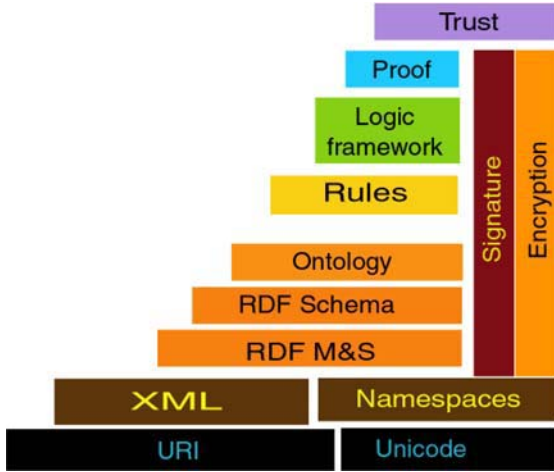 Trust
Proof
Logic
framework
Rules
Ontology
RDF Schema
RDF M&S
Signature
Encryption
XML
Namespaces
URI
Unicode